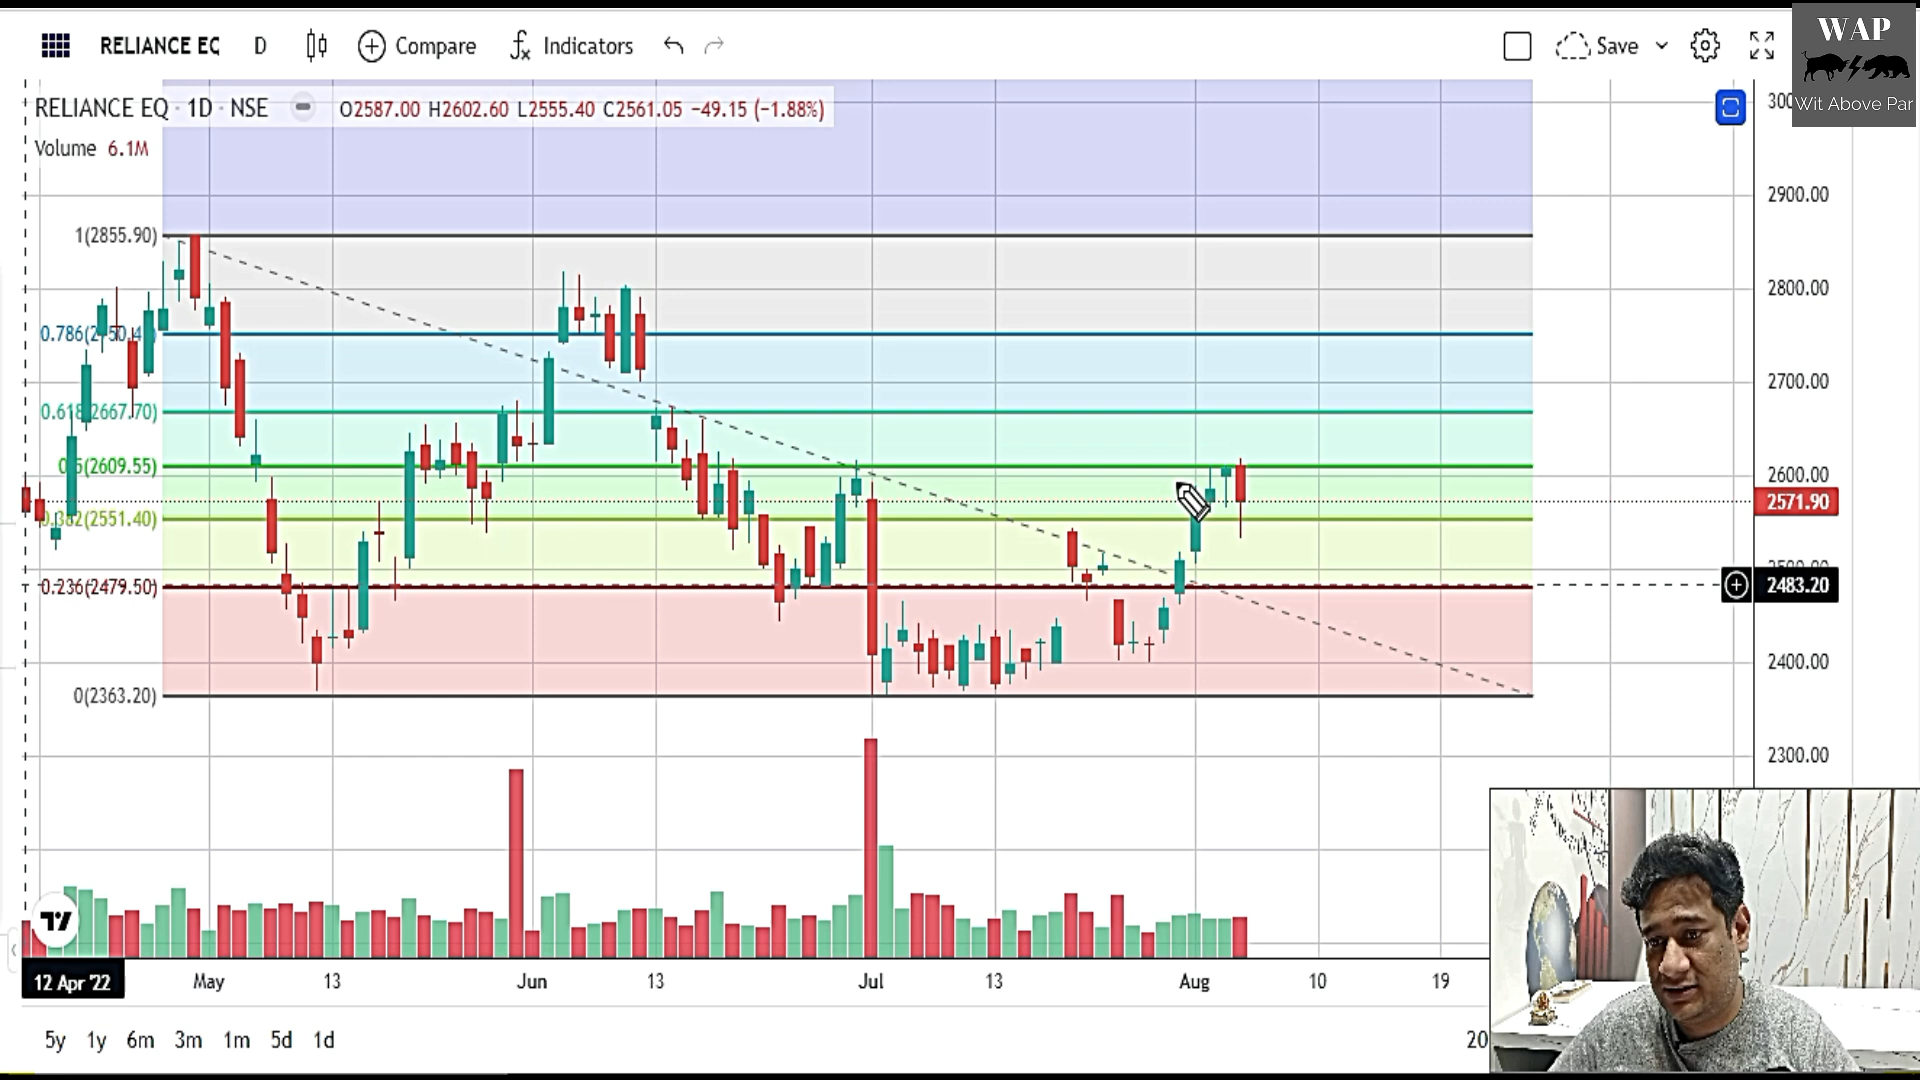 WAP
Wit Above Par
RELIANCE EQ D Compare Indicators Save
RELIANCE EQ · 1D · NSE O2587.00 H2602.60 L2555.40 C2561.05 −49.15 (−1.88%)
Volume 6.1M
2900.00
1(2855.90)
2800.00
2700.00
0.618(2667.70)
0.5(2609.55)
2600.00
2571.90
0.382(2551.40)
0.236(2479.50)
2483.20
2400.00
0(2363.20)
2300.00
12 Apr '22 May 13 Jun 13 Jul 13 Aug 10 19
5y 1y 6m 3m 1m 5d 1d